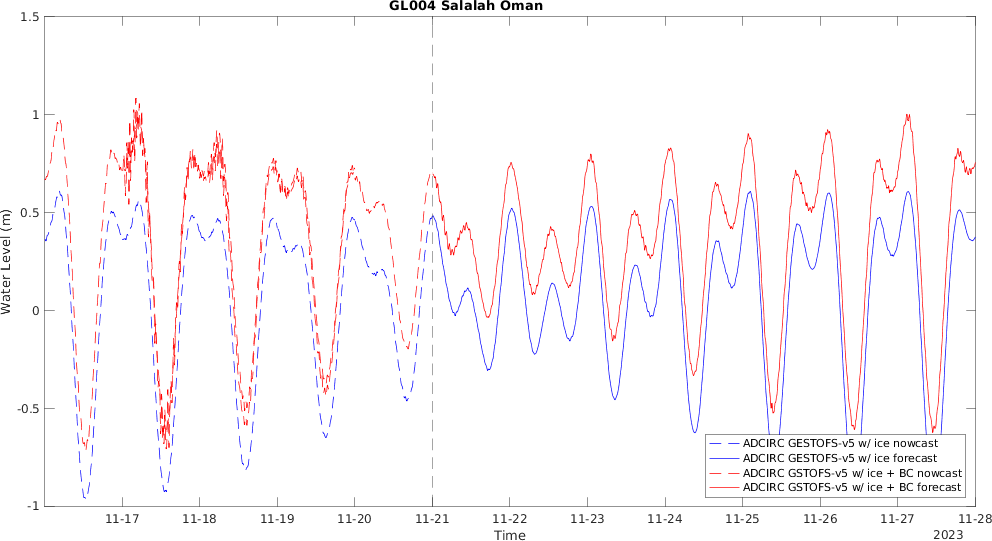 GL004 Salalah Oman
1.5
1
0.5
0
-0.5
-1
Water Level (m)
11-17 11-18 11-19 11-20 11-21 11-22 11-23 11-24 11-25 11-26 11-27 11-28
Time
2023
ADCIRC GESTOFS-v5 w/ ice nowcast
ADCIRC GESTOFS-v5 w/ ice forecast
ADCIRC GSTOFS-v5 w/ ice + BC nowcast
ADCIRC GSTOFS-v5 w/ ice + BC forecast